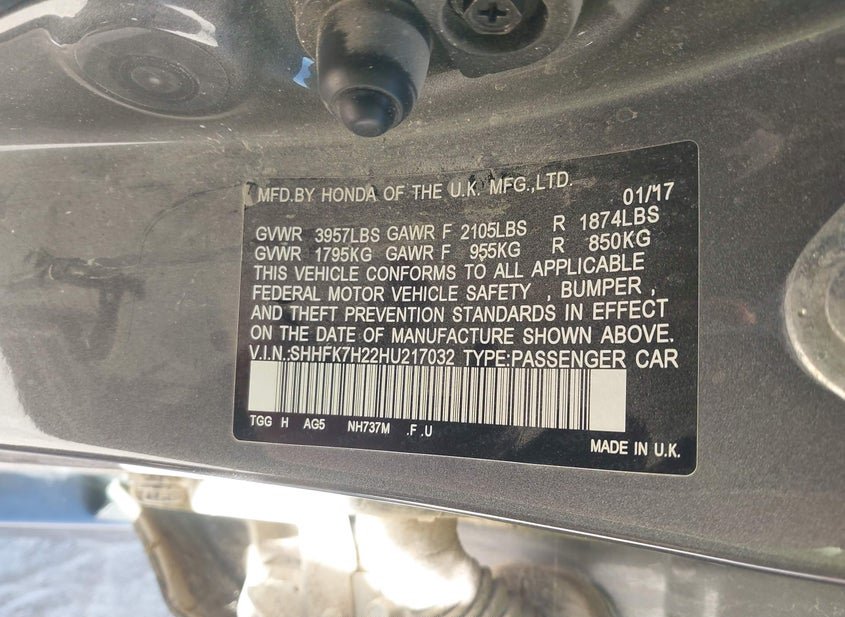 MFD.BY HONDA OF THE U.K. MFG.,LTD. 01/17
GVWR 3957LBS GAWR F 2105LBS R 1874LBS
GVWR 1795KG GAWR F 955KG R 850KG
THIS VEHICLE CONFORMS TO ALL APPLICABLE
FEDERAL MOTOR VEHICLE SAFETY , BUMPER ,
AND THEFT PREVENTION STANDARDS IN EFFECT
ON THE DATE OF MANUFACTURE SHOWN ABOVE.
V.I.N.:SHHFK7H22HU217032 TYPE:PASSENGER CAR
TGG H AG5 NH737M .F .U
MADE IN U.K.